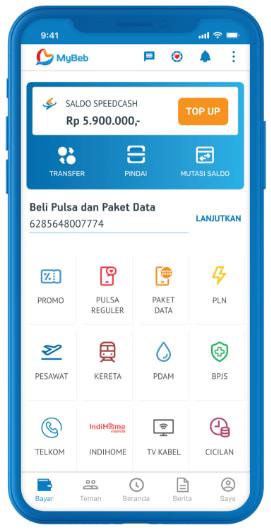 9:41
MyBeb
SALDO SPEEDCASH
Rp 5.900.000,-
TOP UP
TRANSFER
PINDAI
MUTASI SALDO
Beli Pulsa dan Paket Data
6285648007774
LANJUTKAN
PROMO
PULSA
REGULER
PAKET
DATA
PLN
PESAWAT
KERETA
PDAM
BPJS
TELKOM
IndiHome
INDIHOME
TV KABEL
CICILAN
Bayar
Teman
Beranda
Berita
Saya